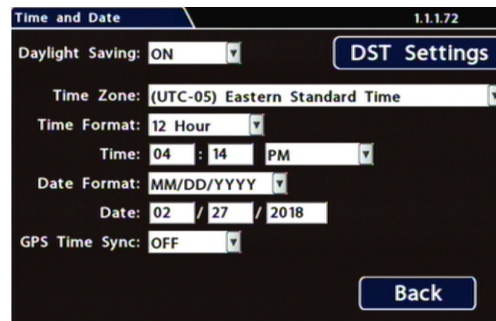 Time and Date 1.1.1.72
Daylight Saving: ON DST Settings
Time Zone: (UTC-05) Eastern Standard Time
Time Format: 12 Hour
Time: 04 : 14 PM
Date Format: MM/DD/YYYY
Date: 02 / 27 / 2018
GPS Time Sync: OFF
Back